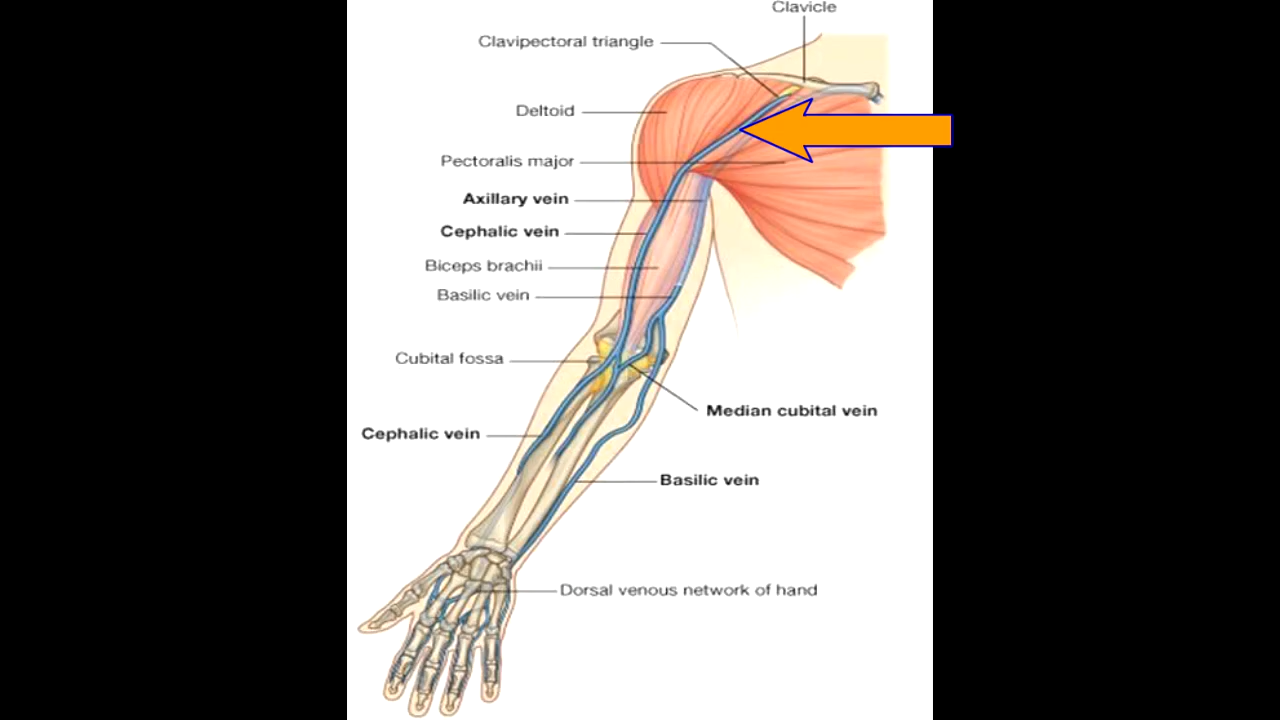 Clavicle
Clavipectoral triangle
Deltoid
Pectoralis major
Axillary vein
Cephalic vein
Biceps brachii
Basilic vein
Cubital fossa
Median cubital vein
Cephalic vein
Basilic vein
Dorsal venous network of hand